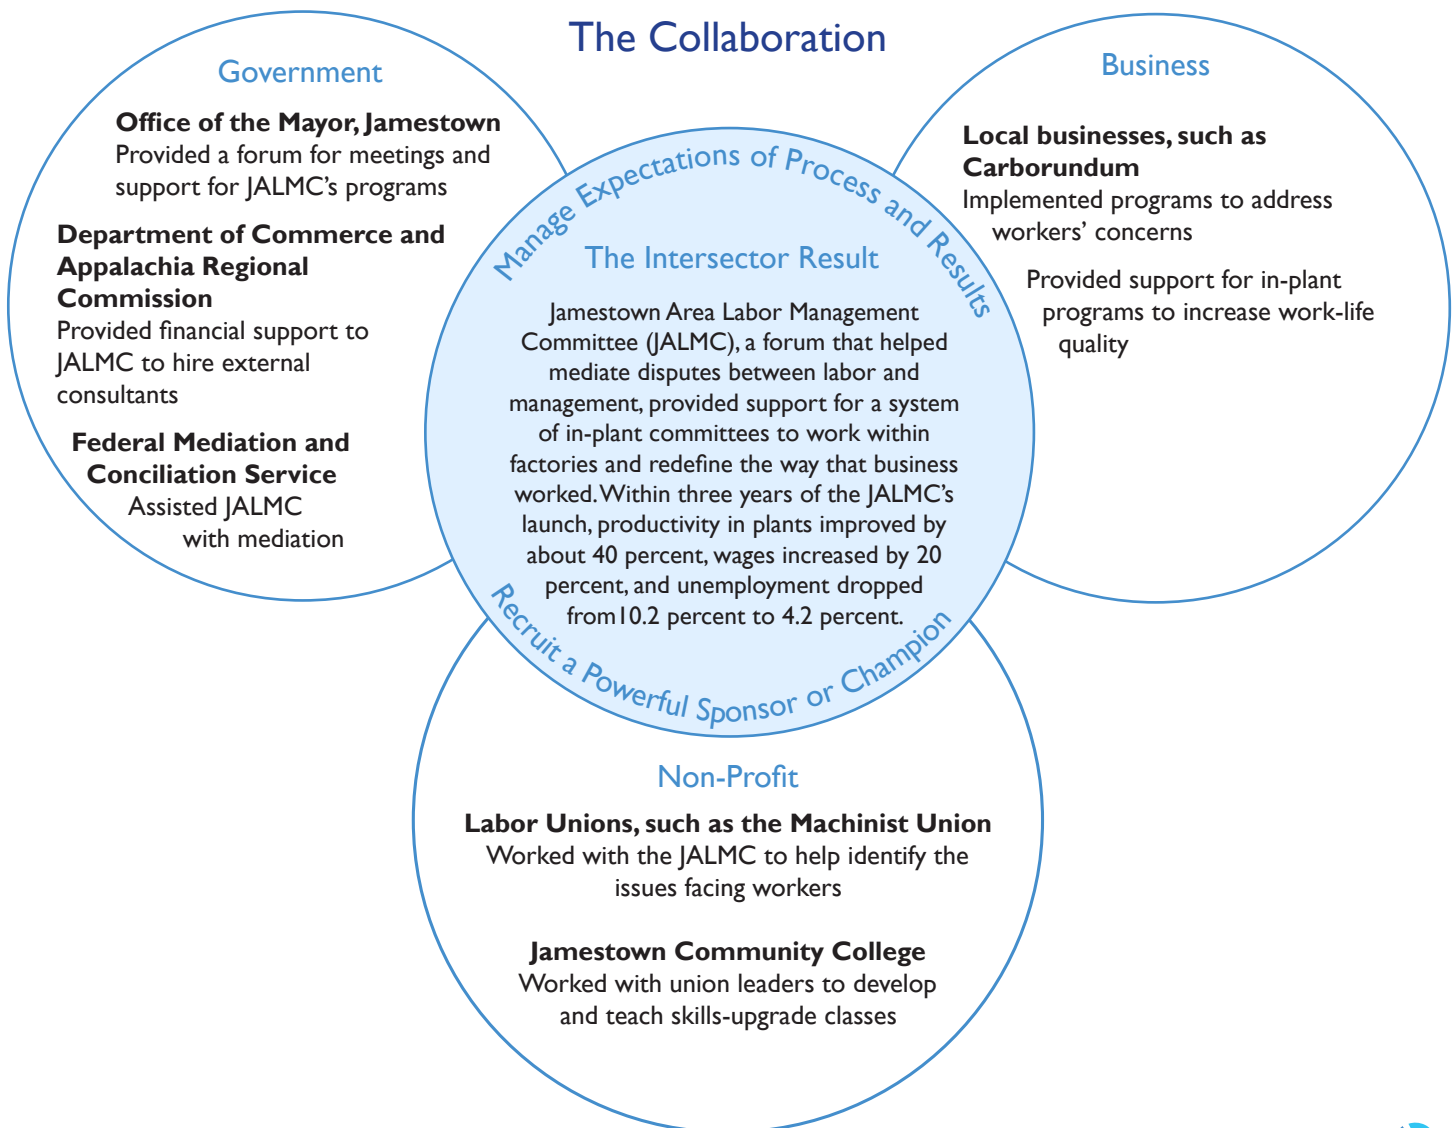 The Collaboration
Government
Office of the Mayor, Jamestown
Provided a forum for meetings and
support for JALMC's programs
Department of Commerce and
Appalachia Regional
Commission
Provided financial support to
JALMC to hire external
consultants
Federal Mediation and
Conciliation Service
Assisted JALMC
with mediation
Manage Expectations of Process and Results
The Intersector Result
Jamestown Area Labor Management
Committee (JALMC), a forum that helped
mediate disputes between labor and
management, provided support for a system
of in-plant committees to work within
factories and redefine the way that business
worked. Within three years of the JALMC's
launch, productivity in plants improved by
about 40 percent, wages increased by 20
percent, and unemployment dropped
from10.2 percent to 4.2 percent.
Recruit a Powerful Sponsor or Champion
Business
Local businesses, such as
Carborundum
Implemented programs to address
workers' concerns
Provided support for in-plant
programs to increase work-life
quality
Non-Profit
Labor Unions, such as the Machinist Union
Worked with the JALMC to help identify the
issues facing workers
Jamestown Community College
Worked with union leaders to develop
and teach skills-upgrade classes